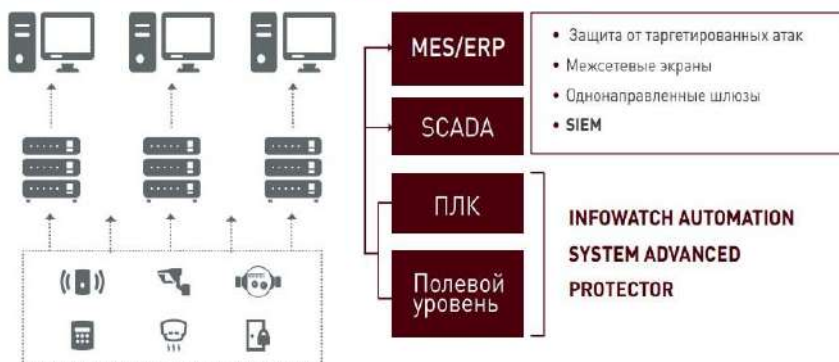 MES/ERP
SCADA
ПЛК
Полевой
уровень
• Защита от таргетированных атак
• Межсетевые экраны
• Однонаправленные шлюзы
• SIEM
INFOWATCH AUTOMATION
SYSTEM ADVANCED
PROTECTOR